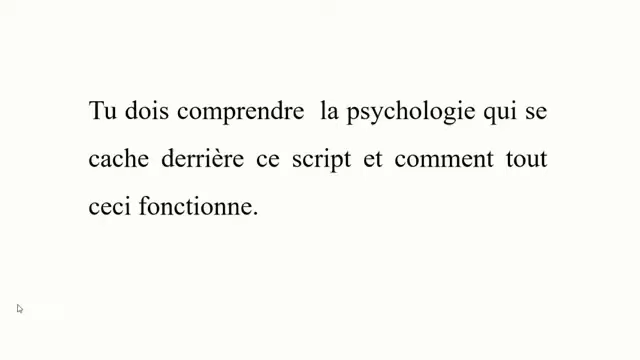 Tu dois comprendre la psychologie qui se
cache derrière ce script et comment tout
ceci fonctionne.